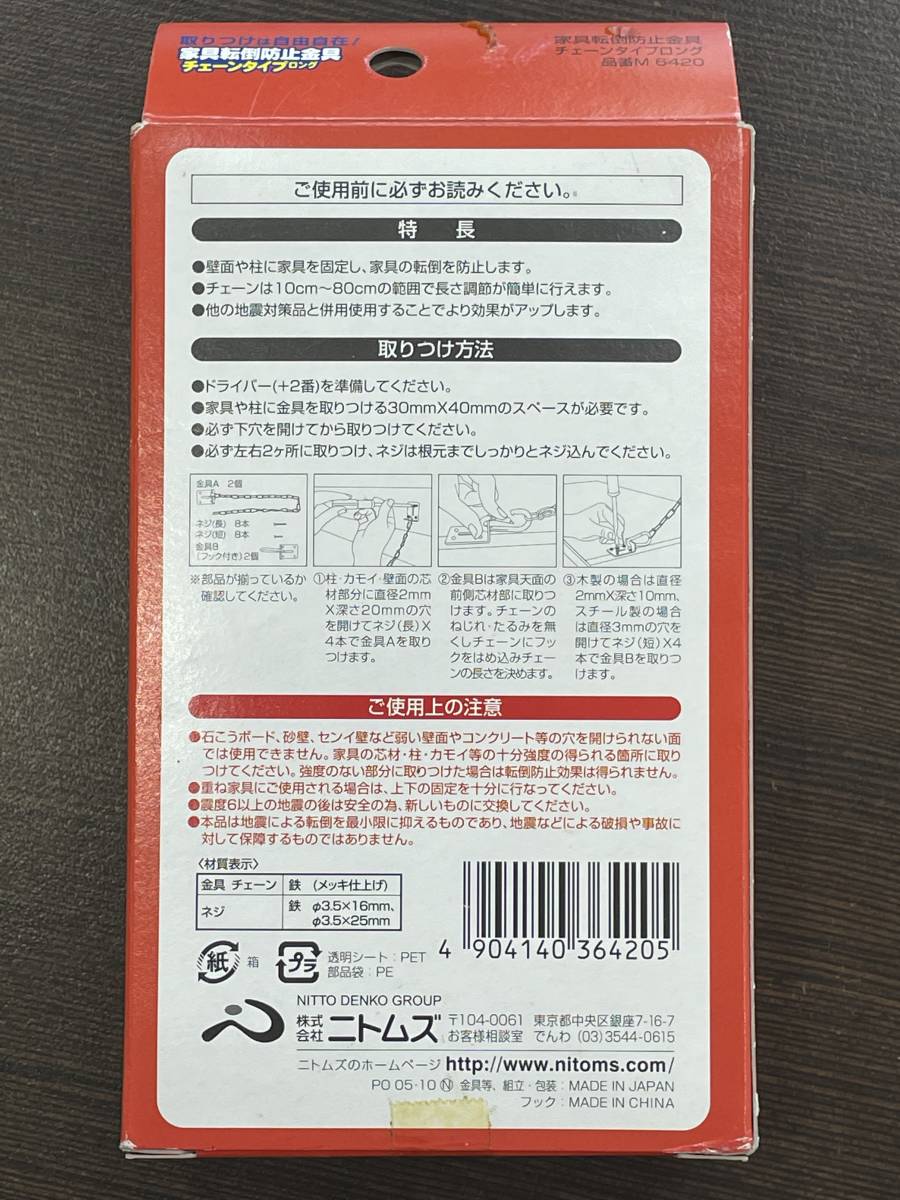 取りつけは自由自在!
家具転倒防止金具
チェーンタイプロング
家具転倒防止金具
チェーンタイプロング
品番M 6420
ご使用前に必ずお読みください。
特 長
●壁面や柱に家具を固定し、家具の転倒を防止します。
●チェーンは10cm〜80cmの範囲で長さ調節が簡単に行えます。
●他の地震対策品と併用使用することでより効果がアップします。
取りつけ方法
●ドライバー(+2番)を準備してください。
●家具や柱に金具を取りつける30mmX40mmのスペースが必要です。
●必ず下穴を開けてから取りつけてください。
●必ず左右2ヶ所に取りつけ、ネジは根元までしっかりとネジ込んでください。
金具A 2個
ネジ(長) 8本
ネジ(短) 8本
金具B
(フック付き)2個
※部品が揃っているか
確認してください。
①柱・カモイ・壁面の芯
材部分に直径2mm
X深さ20mmの穴
を開けてネジ(長)X
4本で金具Aを取り
つけます。
②金具Bは家具天面の
前側芯材部に取りつ
けます。チェーンの
ねじれ・たるみを無
くしチェーンにフッ
クをはめ込みチェー
ンの長さを決めます。
③木製の場合は直径
2mmX深さ10mm、
スチール製の場合
は直径3mmの穴を
開けてネジ(短)X4
本で金具Bを取りつ
けます。
ご使用上の注意
●石こうボード、砂壁、センイ壁など弱い壁面やコンクリート等の穴を開けられない面
では使用できません。家具の芯材・柱・カモイ等の十分強度の得られる箇所に取り
つけてください。強度のない部分に取りつけた場合は転倒防止効果は得られません。
●重ね家具にご使用される場合は、上下の固定を十分に行なってください。
●震度6以上の地震の後は安全の為、新しいものに交換してください。
●本品は地震による転倒を最小限に抑えるものであり、地震などによる破損や事故に
対して保障するものではありません。
〈材質表示〉
金具 チェーン 鉄 (メッキ仕上げ)
ネジ 鉄 φ3.5×16mm、
φ3.5×25mm
4 904140 364205
紙 箱
プラ 透明シート:PET
部品袋:PE
NITTO DENKO GROUP
株式会社 ニトムズ
〒104-0061 東京都中央区銀座7-16-7
お客様相談室 でんわ (03)3544-0615
ニトムズのホームページ http://www.nitoms.com/
PO 05・10 Ⓝ 金具等、組立・包装:MADE IN JAPAN
フック:MADE IN CHINA